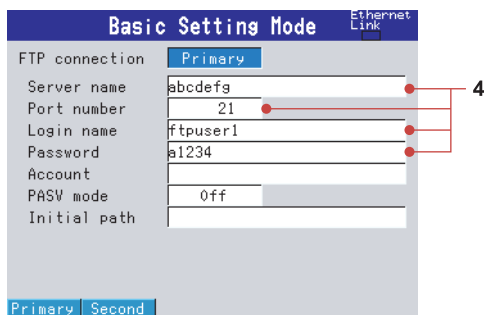 Basic Setting Mode
Ethernet
Link
FTP connection Primary
Server name abcdefg
4
Port number 21
Login name ftpuser1
Password a1234
Account
PASV mode Off
Initial path
Primary Second